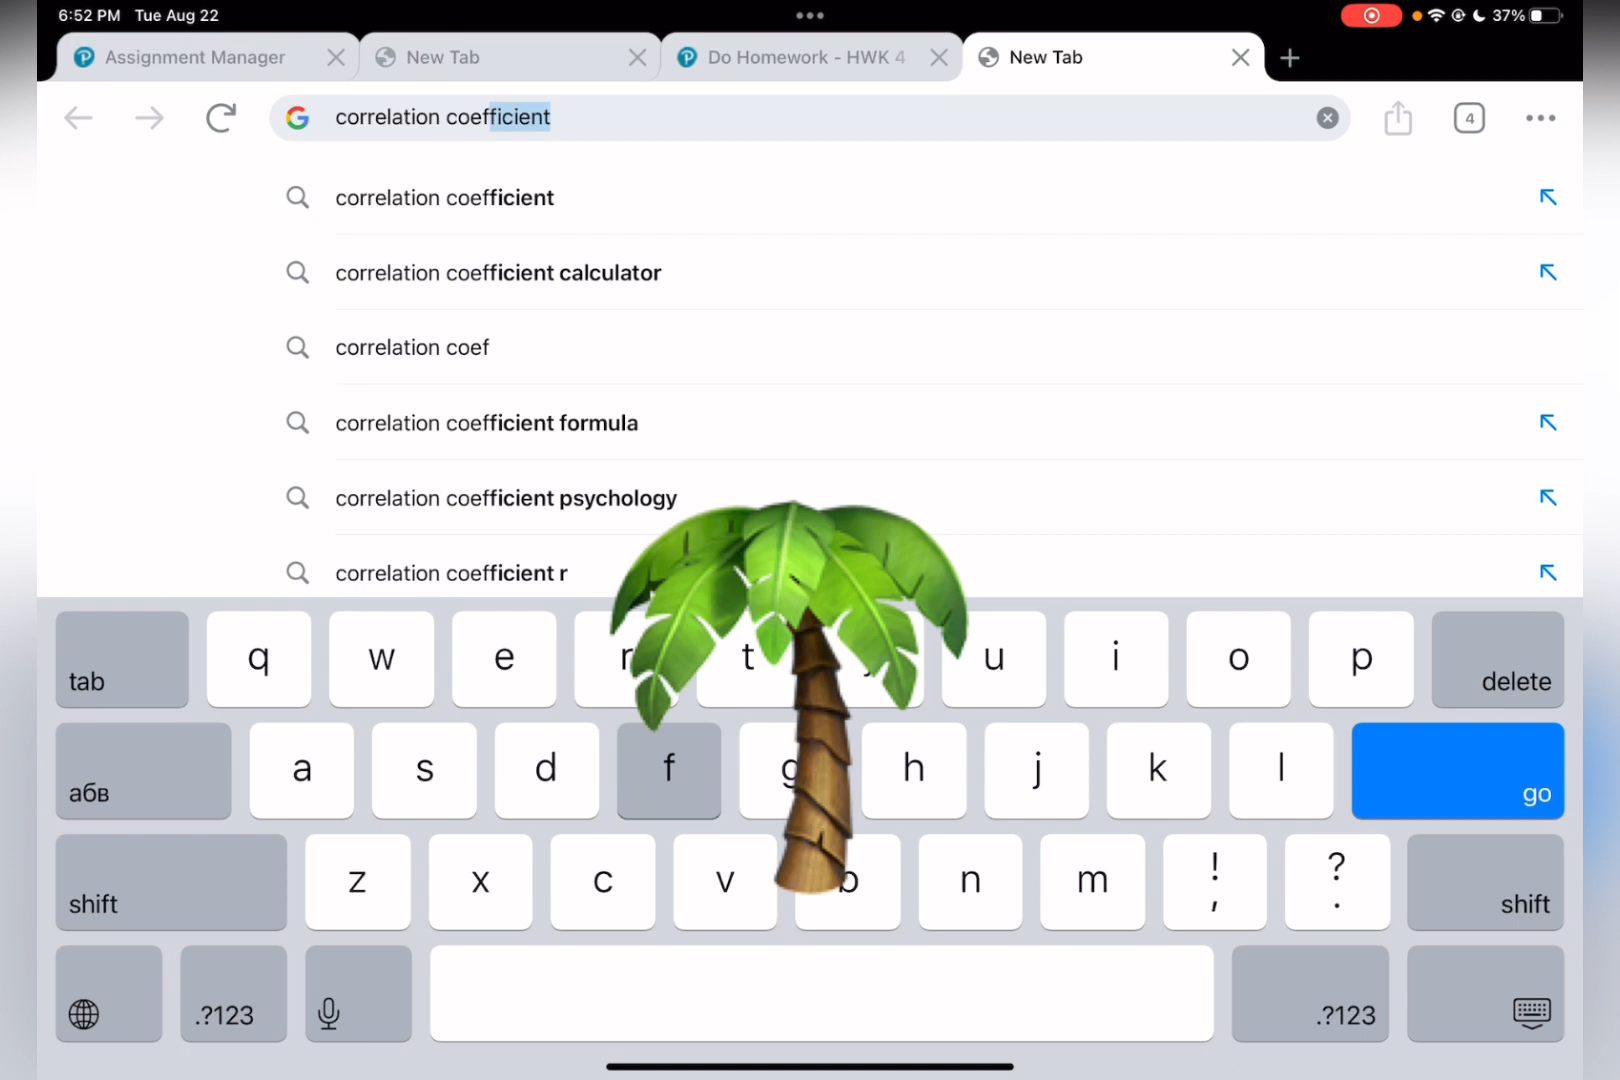 6:52 PM Tue Aug 22
37%
Assignment Manager
New Tab
Do Homework - HWK 4
New Tab
correlation coefficient
4
correlation coefficient
correlation coefficient calculator
correlation coef
correlation coefficient formula
correlation coefficient psychology
correlation coefficient r
tab q w e r t u i o p delete
абв a s d f g h j k l go
shift z x c v b n m ! , ? . shift
.?123 .?123